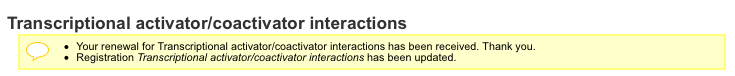 Transcriptional activator/coactivator interactions
• Your renewal for Transcriptional activator/coactivator interactions has been received. Thank you.
• Registration Transcriptional activator/coactivator interactions has been updated.